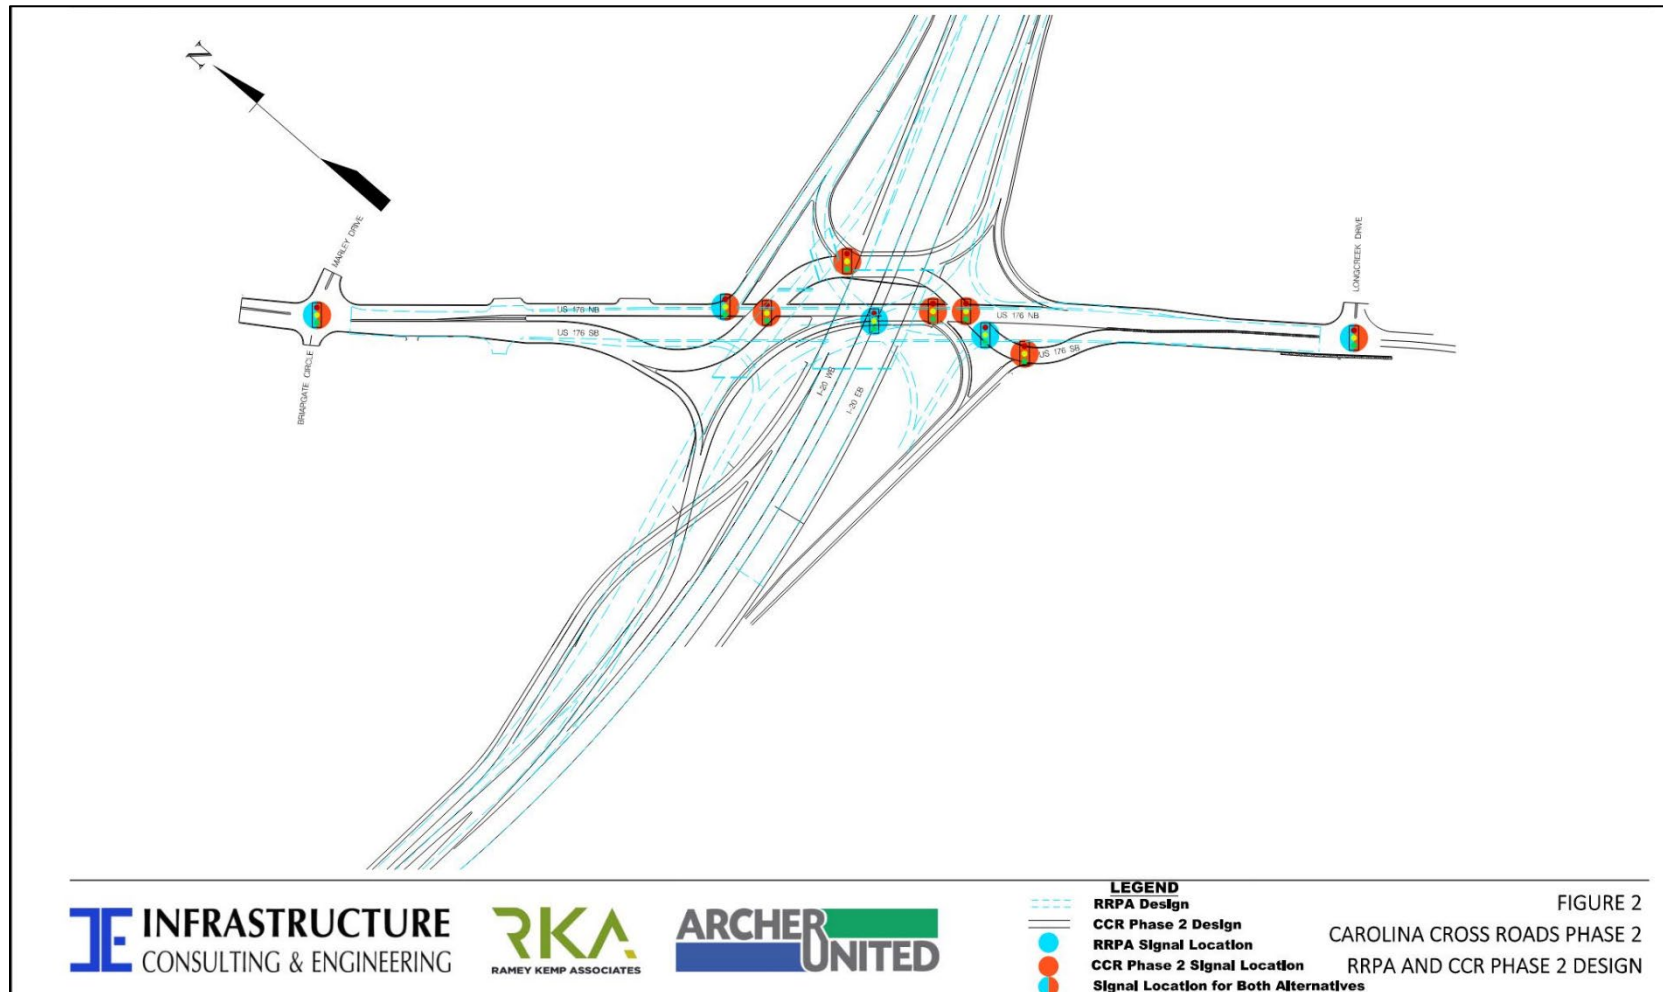 N
MARLEY DRIVE
LONGCREEK DRIVE
US 176 NB
US 176 NB
US 176 SB
US 176 SB
BRIARGATE CIRCLE
I-20 WB
I-20 EB
LEGEND
RRPA Design
CCR Phase 2 Design
RRPA Signal Location
CCR Phase 2 Signal Location
Signal Location for Both Alternatives
INFRASTRUCTURE
CONSULTING & ENGINEERING
RKA
RAMEY KEMP ASSOCIATES
ARCHER
UNITED
FIGURE 2
CAROLINA CROSS ROADS PHASE 2
RRPA AND CCR PHASE 2 DESIGN